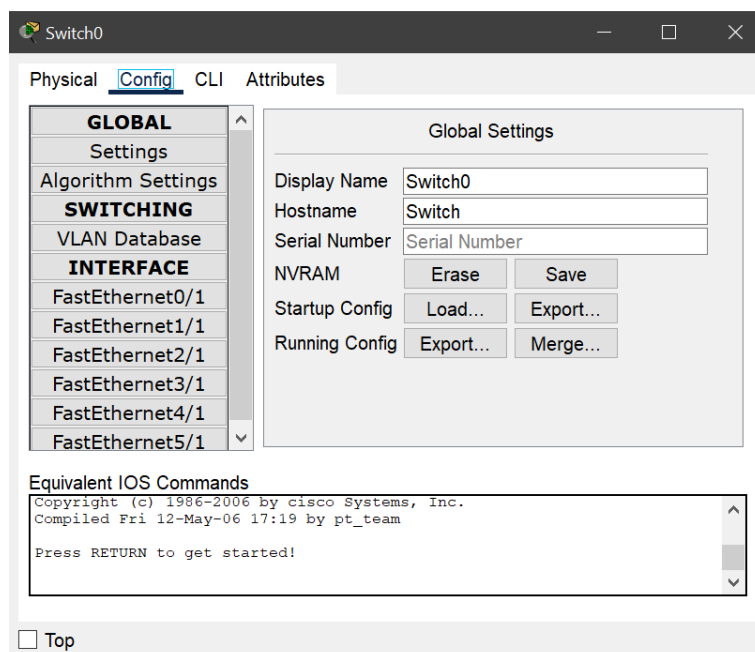 Switch0
Physical Config CLI Attributes
GLOBAL
Settings
Algorithm Settings
SWITCHING
VLAN Database
INTERFACE
FastEthernet0/1
FastEthernet1/1
FastEthernet2/1
FastEthernet3/1
FastEthernet4/1
FastEthernet5/1
Global Settings
Display Name Switch0
Hostname Switch
Serial Number Serial Number
NVRAM Erase Save
Startup Config Load... Export...
Running Config Export... Merge...
Equivalent IOS Commands
Copyright (c) 1986-2006 by cisco Systems, Inc.
Compiled Fri 12-May-06 17:19 by pt_team
Press RETURN to get started!
Top